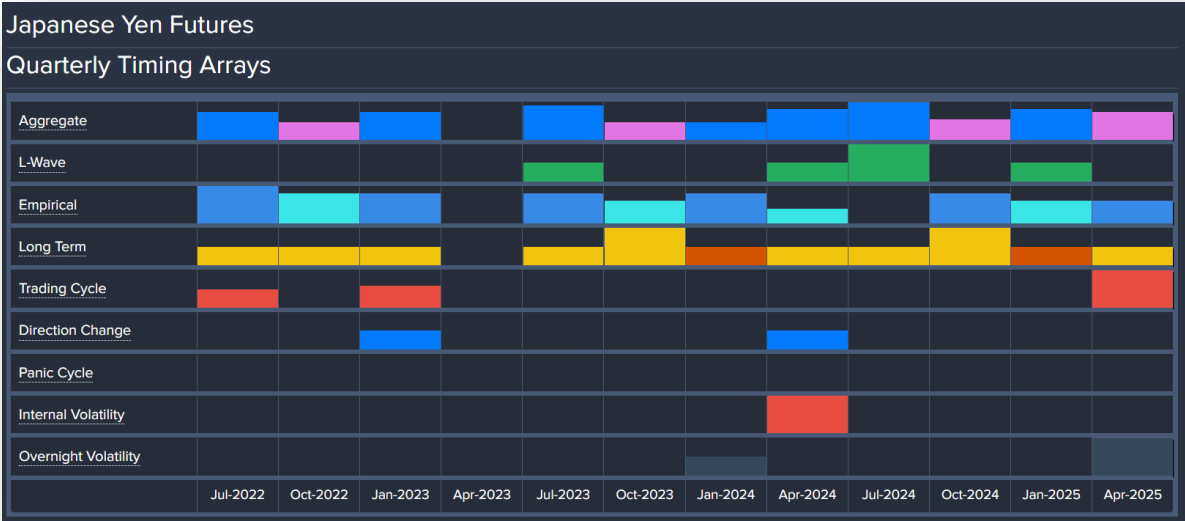 Japanese Yen Futures
Quarterly Timing Arrays
Aggregate
L-Wave
Empirical
Long Term
Trading Cycle
Direction Change
Panic Cycle
Internal Volatility
Overnight Volatility
Jul-2022 Oct-2022 Jan-2023 Apr-2023 Jul-2023 Oct-2023 Jan-2024 Apr-2024 Jul-2024 Oct-2024 Jan-2025 Apr-2025